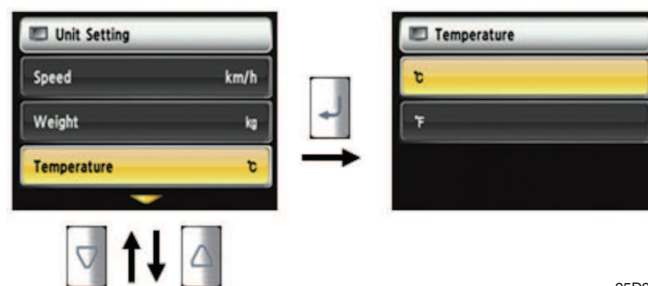 Unit Setting
Speed km/h
Weight kg
Temperature ℃
Temperature
℃
℉